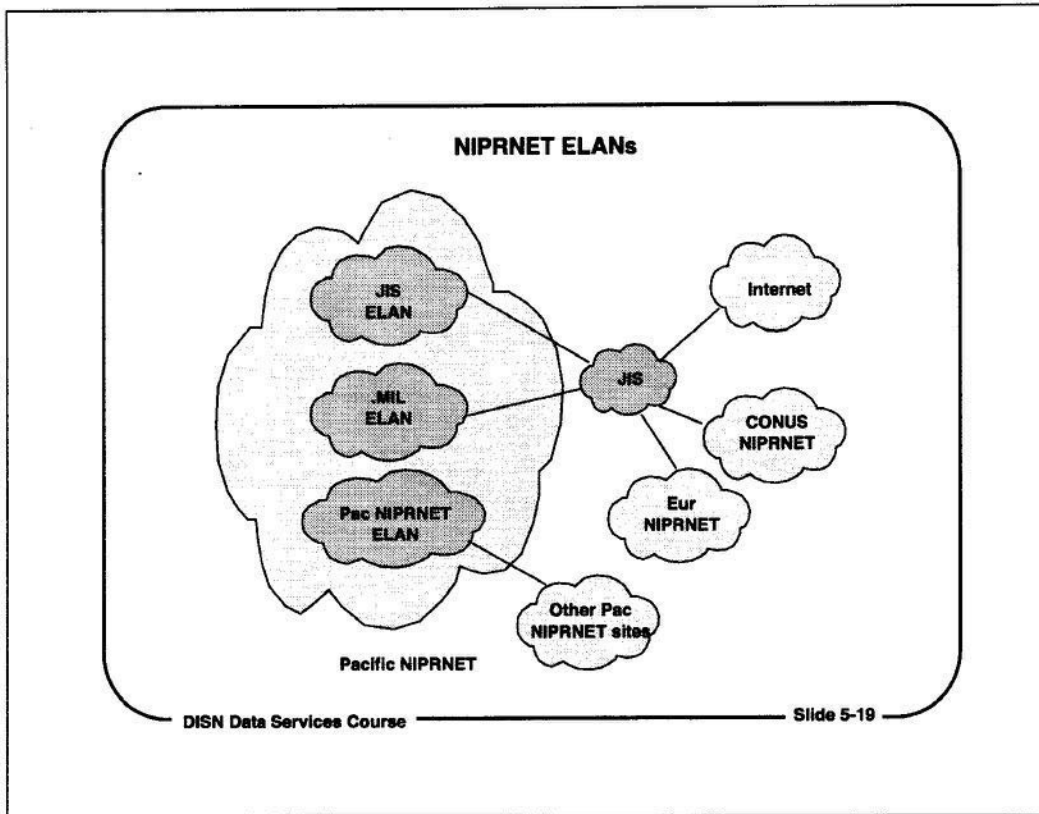 NIPRNET ELANs
JIS
ELAN
.MIL
ELAN
Pac NIPRNET
ELAN
JIS
Internet
CONUS
NIPRNET
Eur
NIPRNET
Other Pac
NIPRNET sites
Pacific NIPRNET
DISN Data Services Course
Slide 5-19